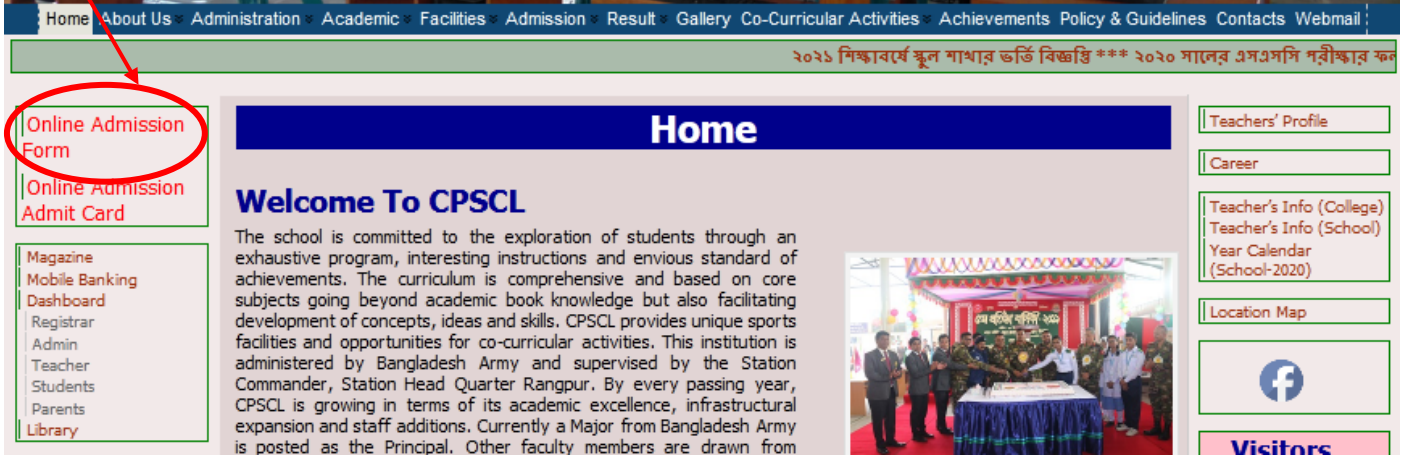 Home About Us Administration Academic Facilities Admission Result Gallery Co-Curricular Activities Achievements Policy & Guidelines Contacts Webmail
২০২১ শিক্ষাবর্ষে স্কুল শাখার ভর্তি বিজ্ঞপ্তি *** ২০২০ সালের এসএসসি পরীক্ষার ফল
Online Admission
Form
Online Admission
Admit Card
Magazine
Mobile Banking
Dashboard
Registrar
Admin
Teacher
Students
Parents
Library
Home
Welcome To CPSCL
The school is committed to the exploration of students through an
exhaustive program, interesting instructions and envious standard of
achievements. The curriculum is comprehensive and based on core
subjects going beyond academic book knowledge but also facilitating
development of concepts, ideas and skills. CPSCL provides unique sports
facilities and opportunities for co-curricular activities. This institution is
administered by Bangladesh Army and supervised by the Station
Commander, Station Head Quarter Rangpur. By every passing year,
CPSCL is growing in terms of its academic excellence, infrastructural
expansion and staff additions. Currently a Major from Bangladesh Army
is posted as the Principal. Other faculty members are drawn from
Teachers' Profile
Career
Teacher's Info (College)
Teacher's Info (School)
Year Calendar
(School-2020)
Location Map
Visitors